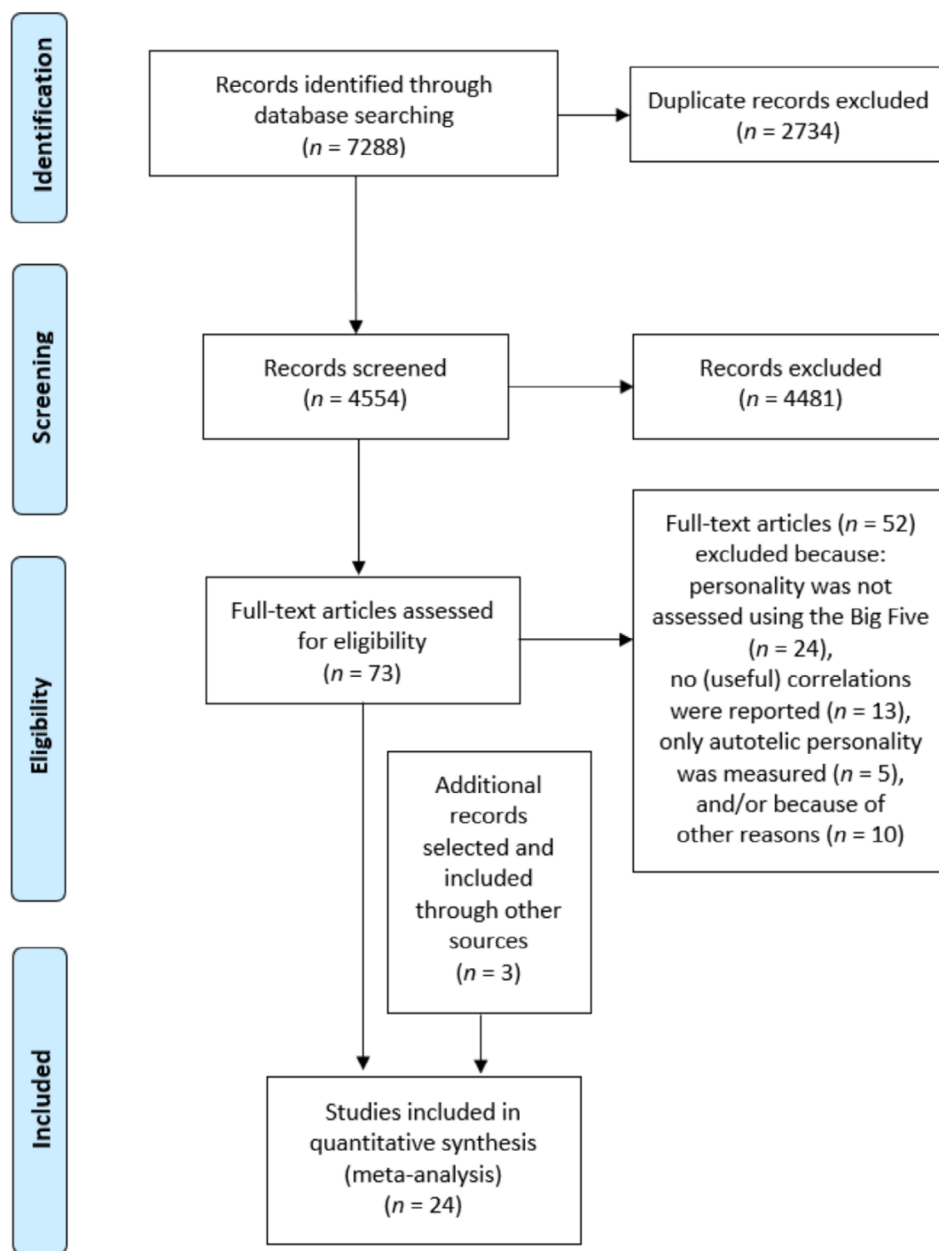 Identification
Records identified through
database searching
(n = 7288)
Duplicate records excluded
(n = 2734)
Screening
Records screened
(n = 4554)
Records excluded
(n = 4481)
Eligibility
Full-text articles assessed
for eligibility
(n = 73)
Full-text articles (n = 52)
excluded because:
personality was not
assessed using the Big Five
(n = 24),
no (useful) correlations
were reported (n = 13),
only autotelic personality
was measured (n = 5),
and/or because of
other reasons (n = 10)
Additional
records
selected and
included
through other
sources
(n = 3)
Included
Studies included in
quantitative synthesis
(meta-analysis)
(n = 24)